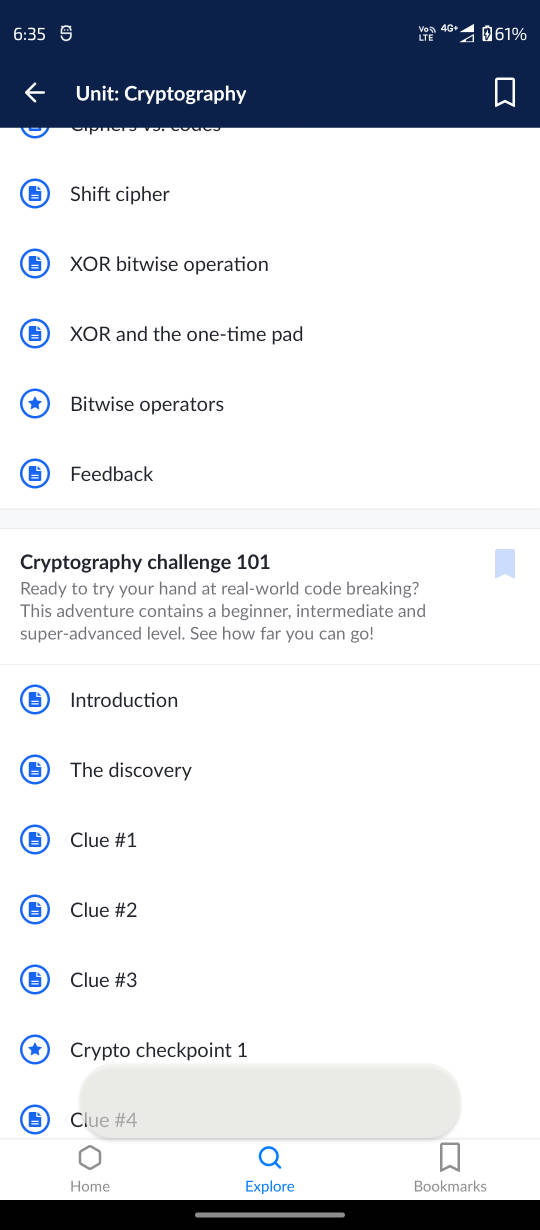 6:35
Vo LTE 4G+ 61%
Unit: Cryptography
Ciphers vs. codes
Shift cipher
XOR bitwise operation
XOR and the one-time pad
Bitwise operators
Feedback
Cryptography challenge 101
Ready to try your hand at real-world code breaking?
This adventure contains a beginner, intermediate and
super-advanced level. See how far you can go!
Introduction
The discovery
Clue #1
Clue #2
Clue #3
Crypto checkpoint 1
Clue #4
Home Explore Bookmarks